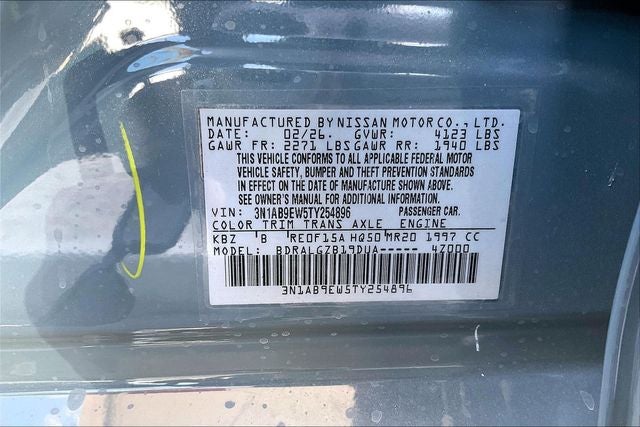 MANUFACTURED BY NISSAN MOTOR CO., LTD.
DATE: 02/26. GVWR: 4123 LBS
GAWR FR: 2271 LBS GAWR RR: 1940 LBS
THIS VEHICLE CONFORMS TO ALL APPLICABLE FEDERAL MOTOR
VEHICLE SAFETY, BUMPER AND THEFT PREVENTION STANDARDS
IN EFFECT ON THE DATE OF MANUFACTURE SHOWN ABOVE.
SEE OWNER'S MANUAL FOR ADDITIONAL INFORMATION.
VIN: 3N1AB9EW5TY254896 PASSENGER CAR.
COLOR TRIM TRANS AXLE ENGINE
KBZ B RE0F15A HQ50 MR20 1997 CC
MODEL: BDRALGZB19DUA----- 47000
3N1AB9EW5TY254896